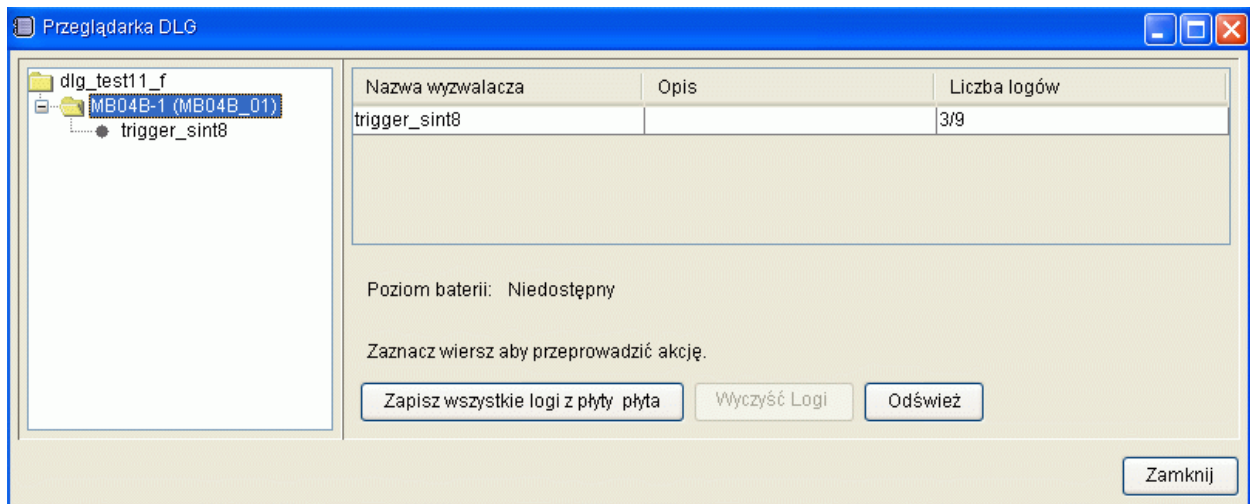 Przeglądarka DLG
dlg_test11_f
MB04B-1 (MB04B_01)
trigger_sint8
Nazwa wyzwalacza Opis Liczba logów
trigger_sint8 3/9
Poziom baterii: Niedostępny
Zaznacz wiersz aby przeprowadzić akcję.
Zapisz wszystkie logi z płyty płyta Wyczyść Logi Odśwież
Zamknij